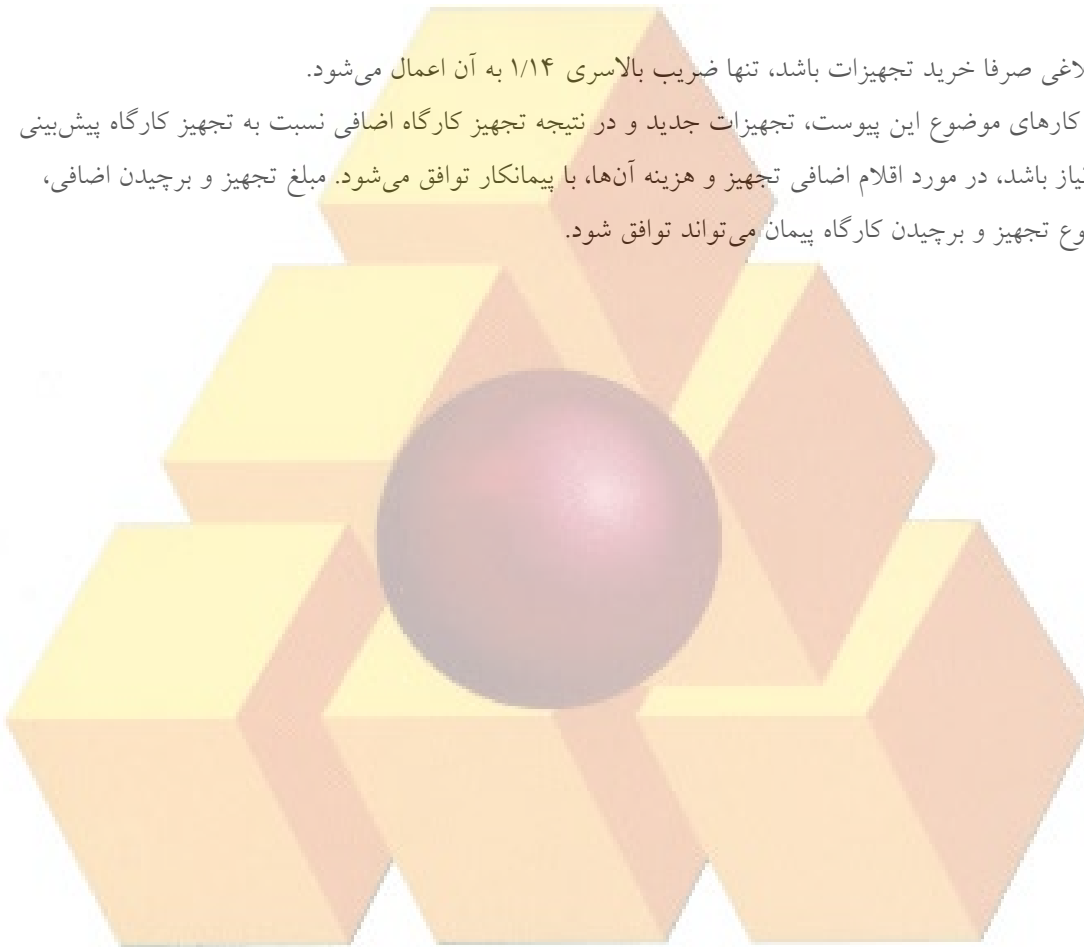 لاغی صرفا خرید تجهیزات باشد، تنها ضریب بالاسری ۱/۱۴ به آن اعمال می‌شود.
کارهای موضوع این پیوست، تجهیزات جدید و در نتیجه تجهیز کارگاه اضافی نسبت به تجهیز کارگاه پیش‌بینی
نیاز باشد، در مورد اقلام اضافی تجهیز و هزینه آن‌ها، با پیمانکار توافق می‌شود. مبلغ تجهیز و برچیدن اضافی،
وع تجهیز و برچیدن کارگاه پیمان می‌تواند توافق شود.